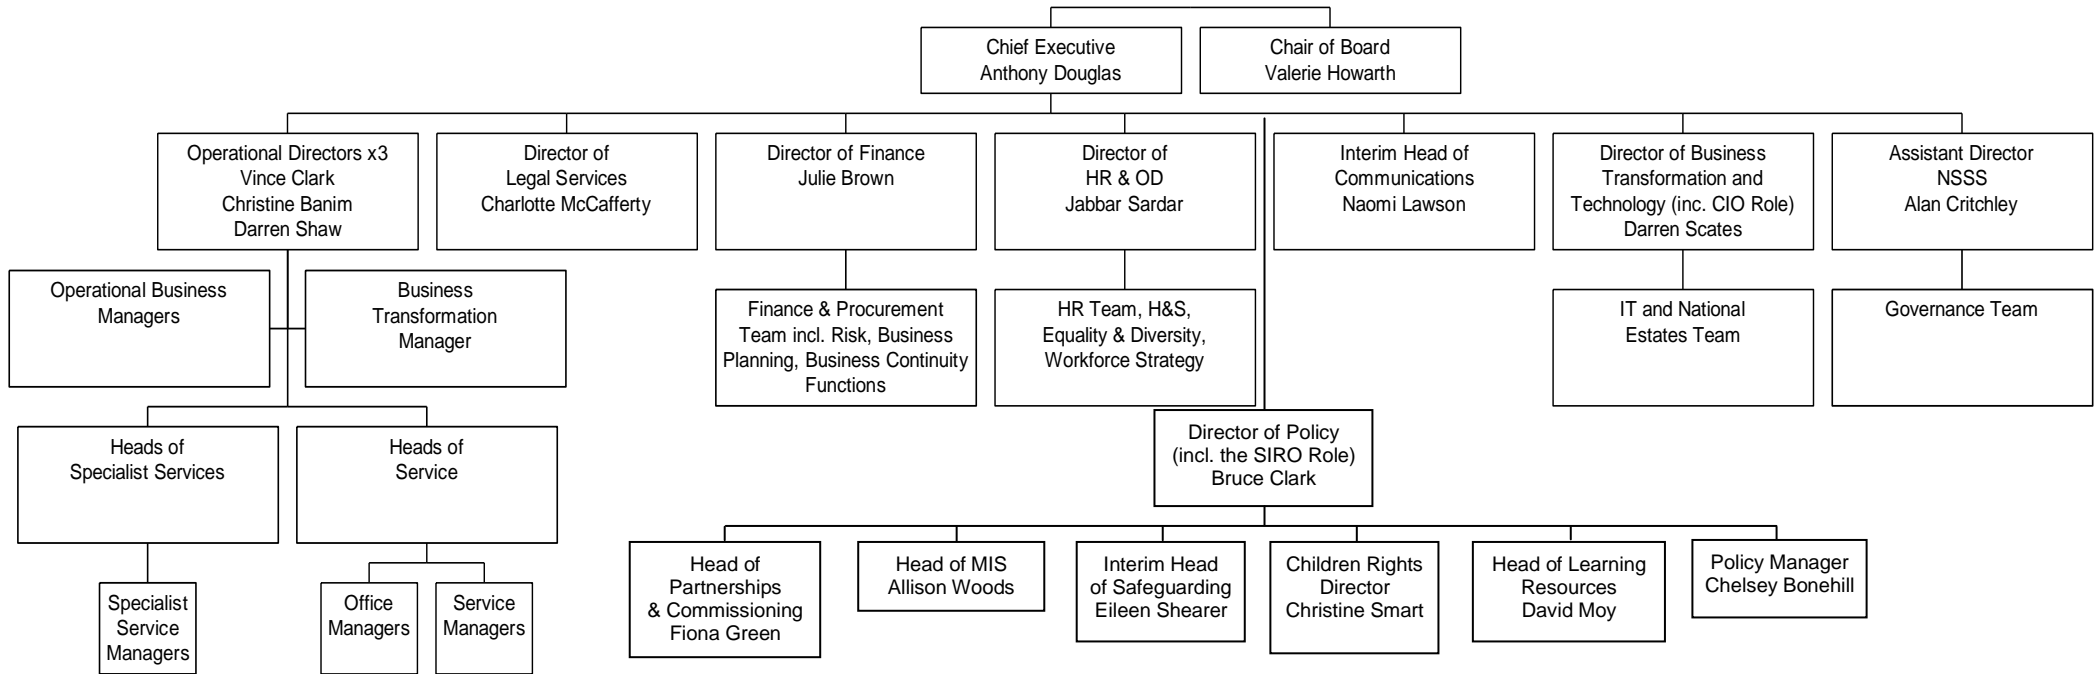 Chief Executive
Anthony Douglas
Chair of Board
Valerie Howarth
Operational Directors x3
Vince Clark
Christine Banim
Darren Shaw
Director of
Legal Services
Charlotte McCafferty
Director of Finance
Julie Brown
Director of
HR & OD
Jabbar Sardar
Interim Head of
Communications
Naomi Lawson
Director of Business
Transformation and
Technology (inc. CIO Role)
Darren Scates
Assistant Director
NSSS
Alan Critchley
Operational Business
Managers
Business
Transformation
Manager
Finance & Procurement
Team incl. Risk, Business
Planning, Business Continuity
Functions
HR Team, H&S,
Equality & Diversity,
Workforce Strategy
IT and National
Estates Team
Governance Team
Director of Policy
(incl. the SIRO Role)
Bruce Clark
Heads of
Specialist Services
Heads of
Service
Specialist
Service
Managers
Office
Managers
Service
Managers
Head of
Partnerships
& Commissioning
Fiona Green
Head of MIS
Allison Woods
Interim Head
of Safeguarding
Eileen Shearer
Children Rights
Director
Christine Smart
Head of Learning
Resources
David Moy
Policy Manager
Chelsey Bonehill